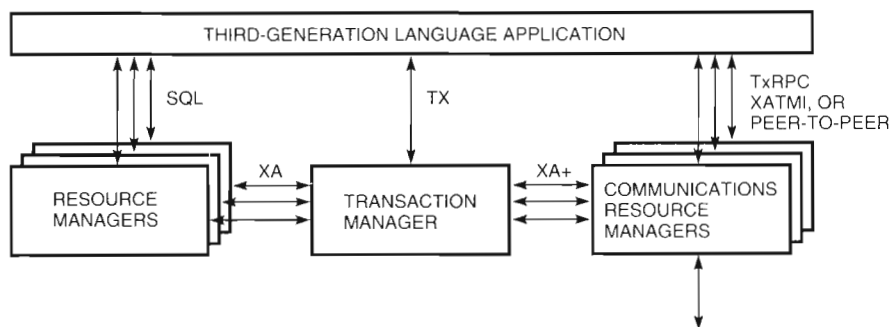 THIRD-GENERATION LANGUAGE APPLICATION
SQL
TX
TxRPC
XATMI, OR
PEER-TO-PEER
XA
XA+
RESOURCE
MANAGERS
TRANSACTION
MANAGER
COMMUNICATIONS
RESOURCE
MANAGERS